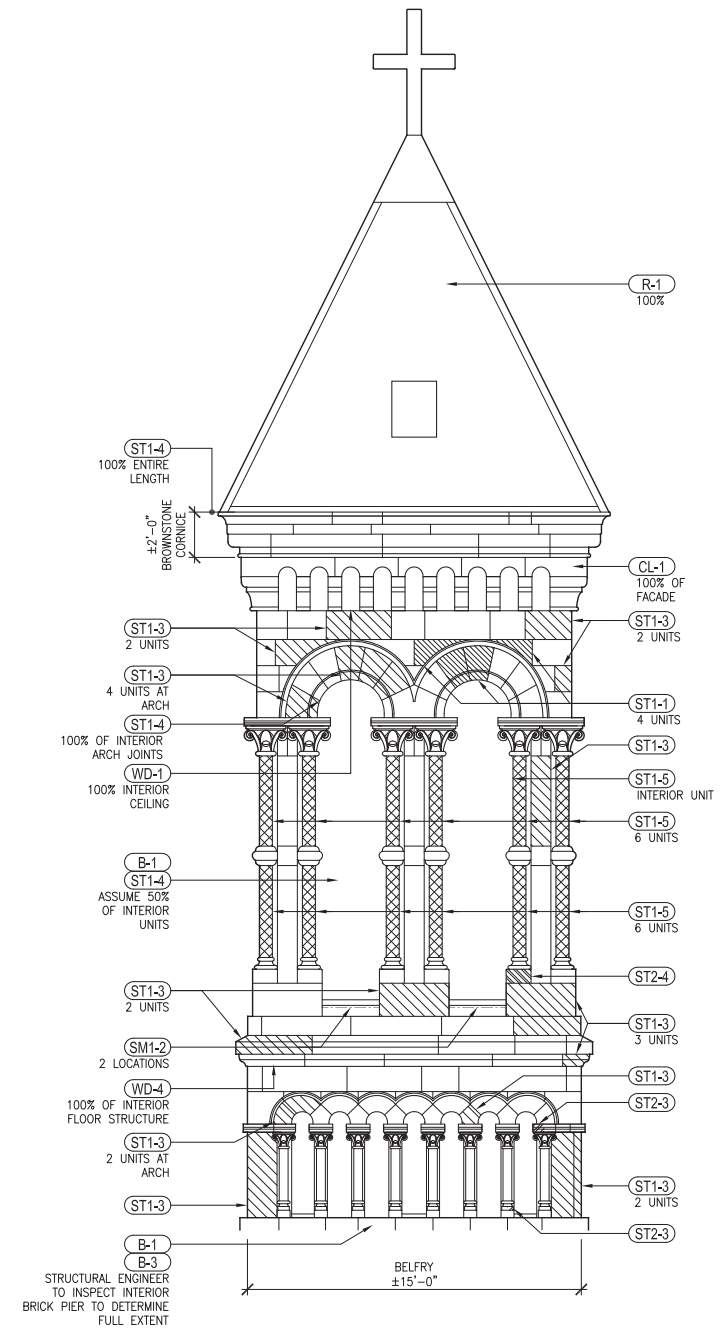 R-1
100%
ST1-4
100% ENTIRE
LENGTH
±2'-0"
BROWNSTONE
CORNICE
CL-1
100% OF
FACADE
ST1-3
2 UNITS
ST1-3
2 UNITS
ST1-3
4 UNITS AT
ARCH
ST1-1
4 UNITS
ST1-4
100% OF INTERIOR
ARCH JOINTS
ST1-3
WD-1
100% INTERIOR
CEILING
ST1-5
INTERIOR UNIT
ST1-5
6 UNITS
B-1
ST1-4
ASSUME 50%
OF INTERIOR
UNITS
ST1-5
6 UNITS
ST2-4
ST1-3
2 UNITS
ST1-3
3 UNITS
SM1-2
2 LOCATIONS
ST1-3
WD-4
100% OF INTERIOR
FLOOR STRUCTURE
ST2-3
ST1-3
2 UNITS AT
ARCH
ST1-3
2 UNITS
ST1-3
ST2-3
B-1
B-3
STRUCTURAL ENGINEER
TO INSPECT INTERIOR
BRICK PIER TO DETERMINE
FULL EXTENT
BELFRY
±15'-0"